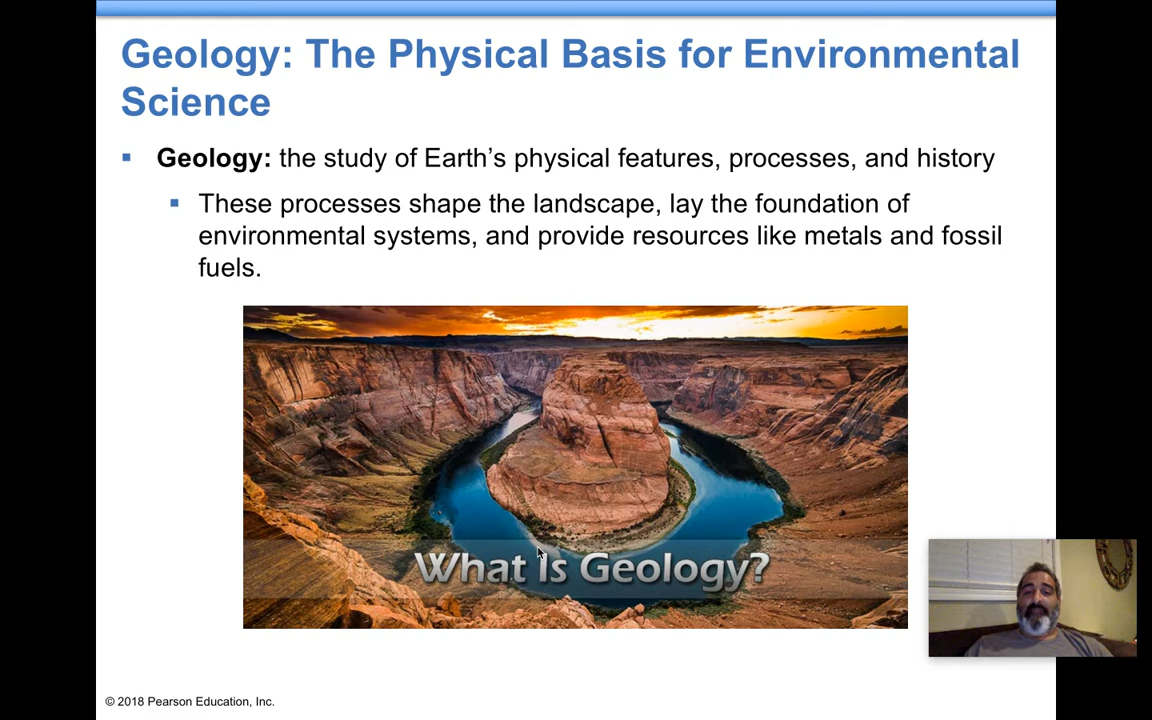 Geology: The Physical Basis for Environmental
Science
Geology: the study of Earth's physical features, processes, and history
These processes shape the landscape, lay the foundation of
environmental systems, and provide resources like metals and fossil
fuels.
What Is Geology?
© 2018 Pearson Education, Inc.